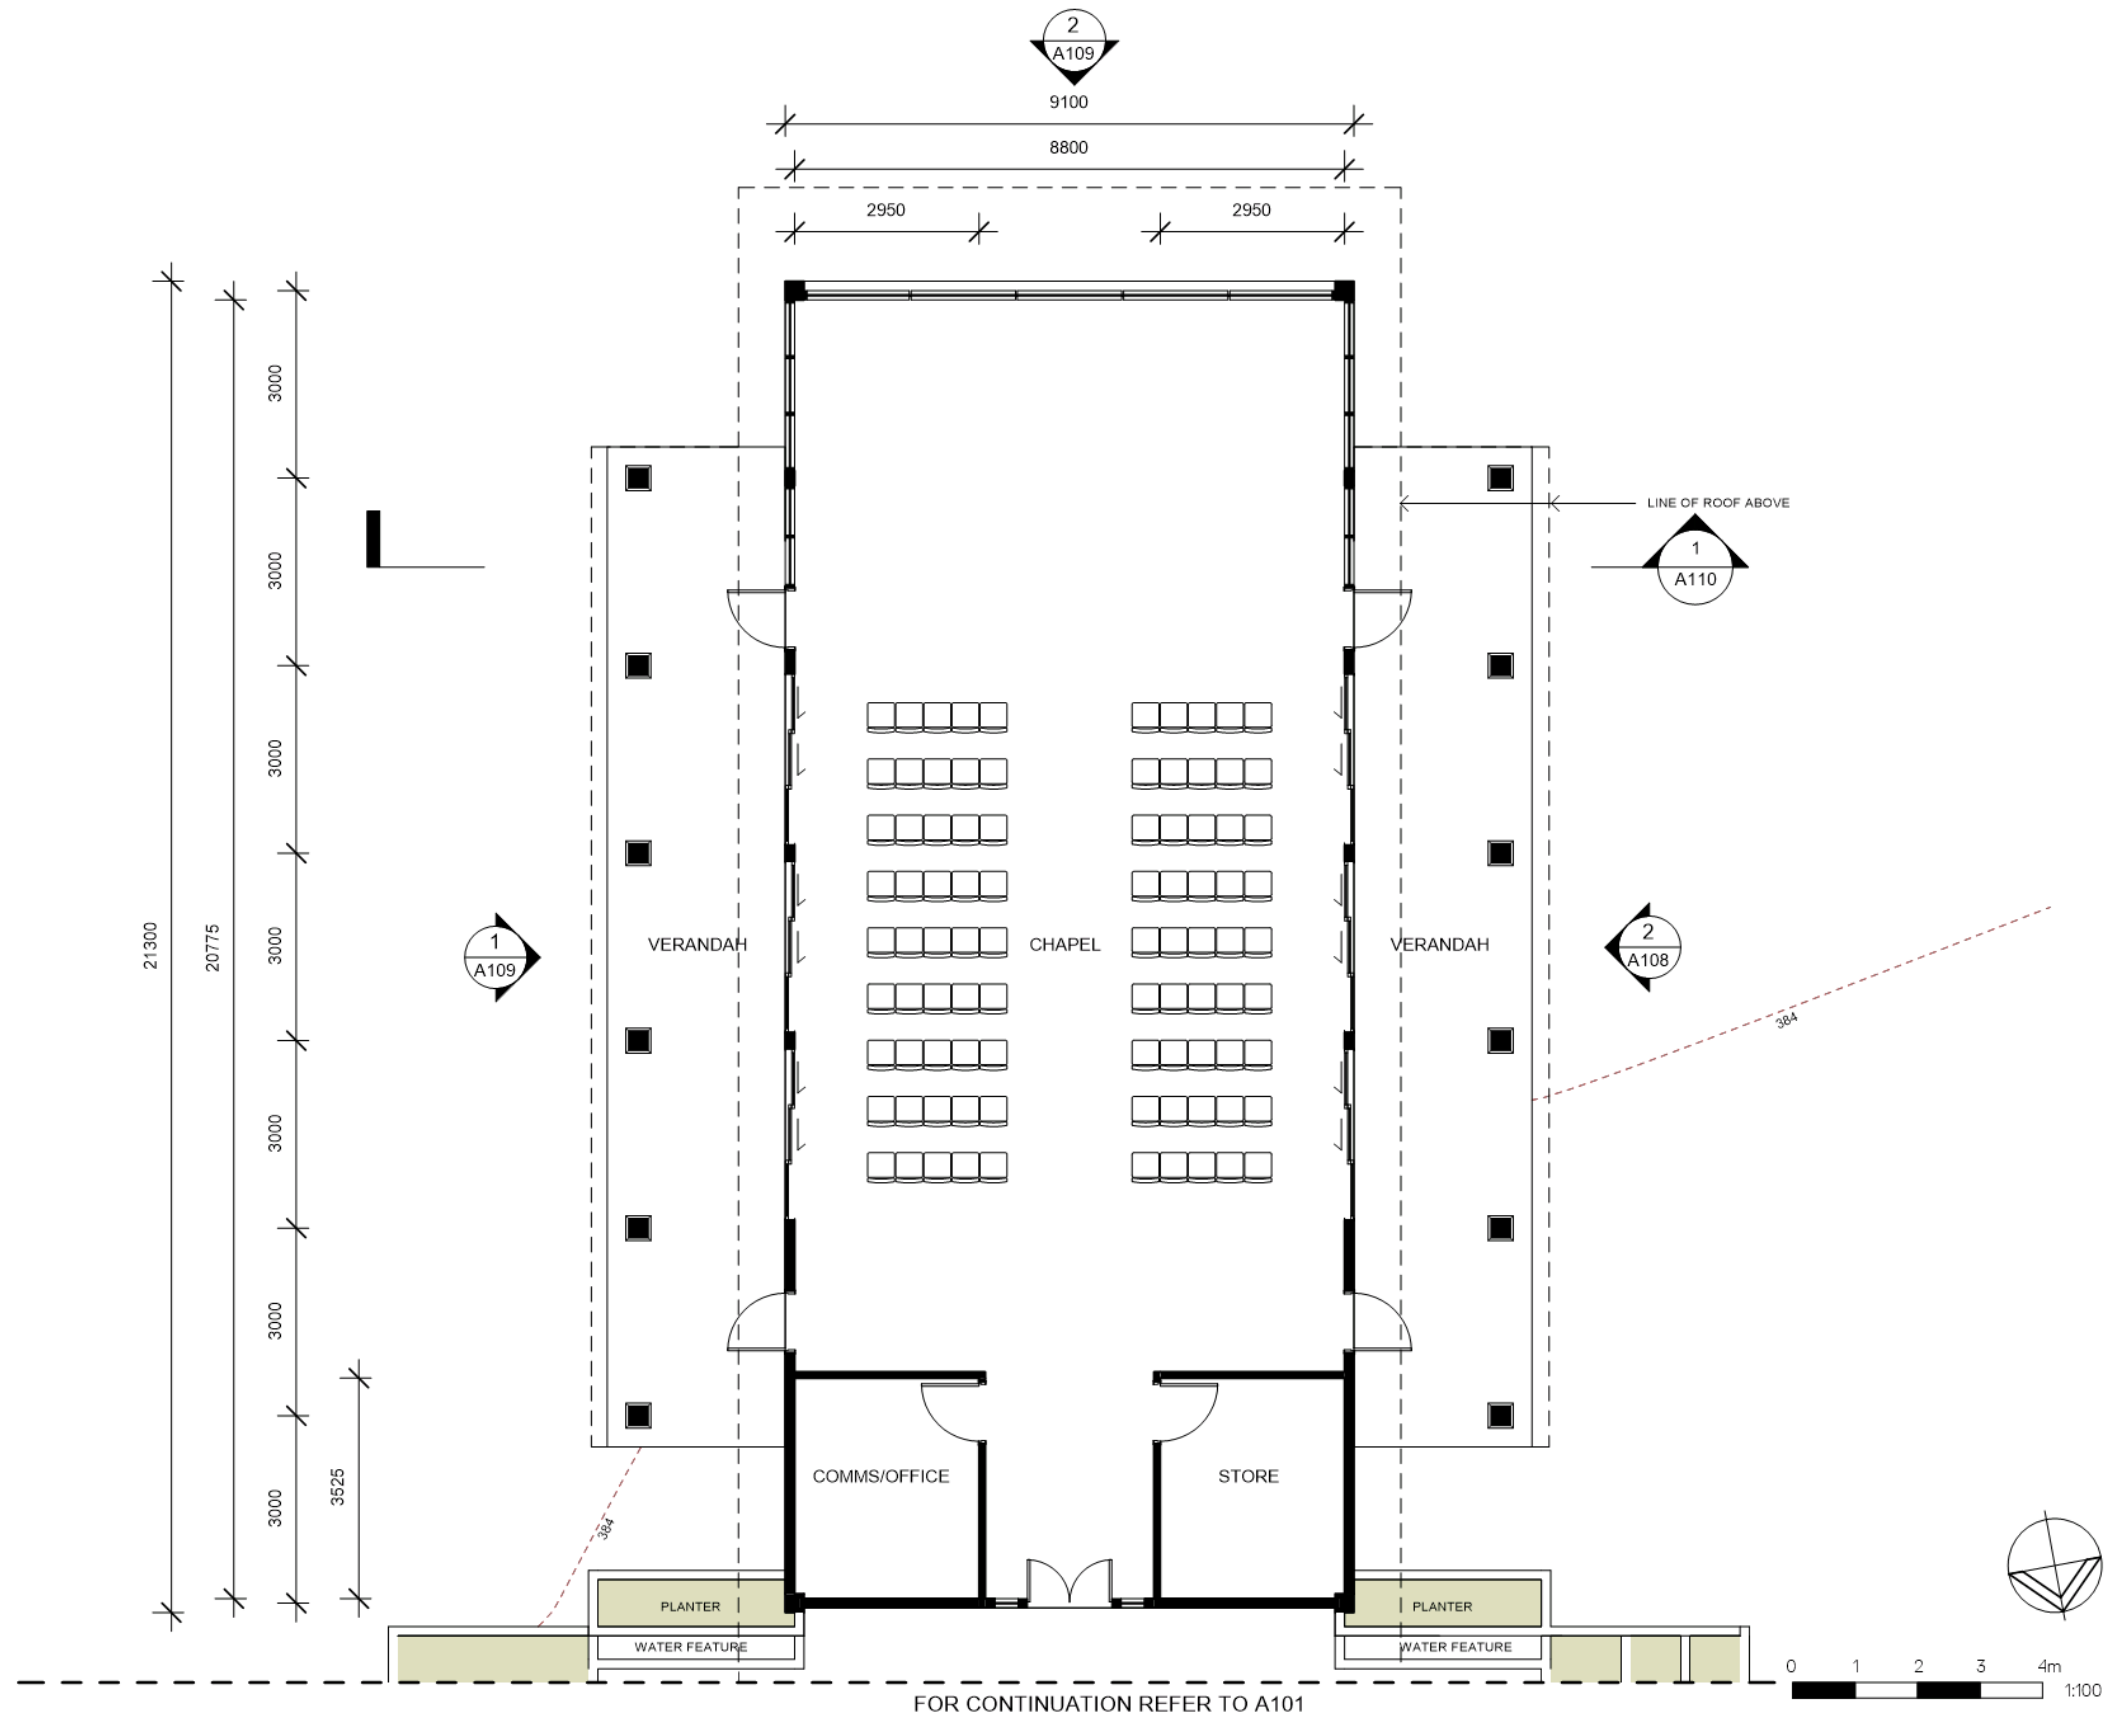 2
A109
9100
8800
2950
2950
3000
3000
3000
3000
3000
3000
3000
21300
20775
3525
LINE OF ROOF ABOVE
1
A110
1
A109
VERANDAH
CHAPEL
VERANDAH
2
A108
384
COMMS/OFFICE
STORE
384
PLANTER
PLANTER
WATER FEATURE
WATER FEATURE
0 1 2 3 4m
1:100
FOR CONTINUATION REFER TO A101